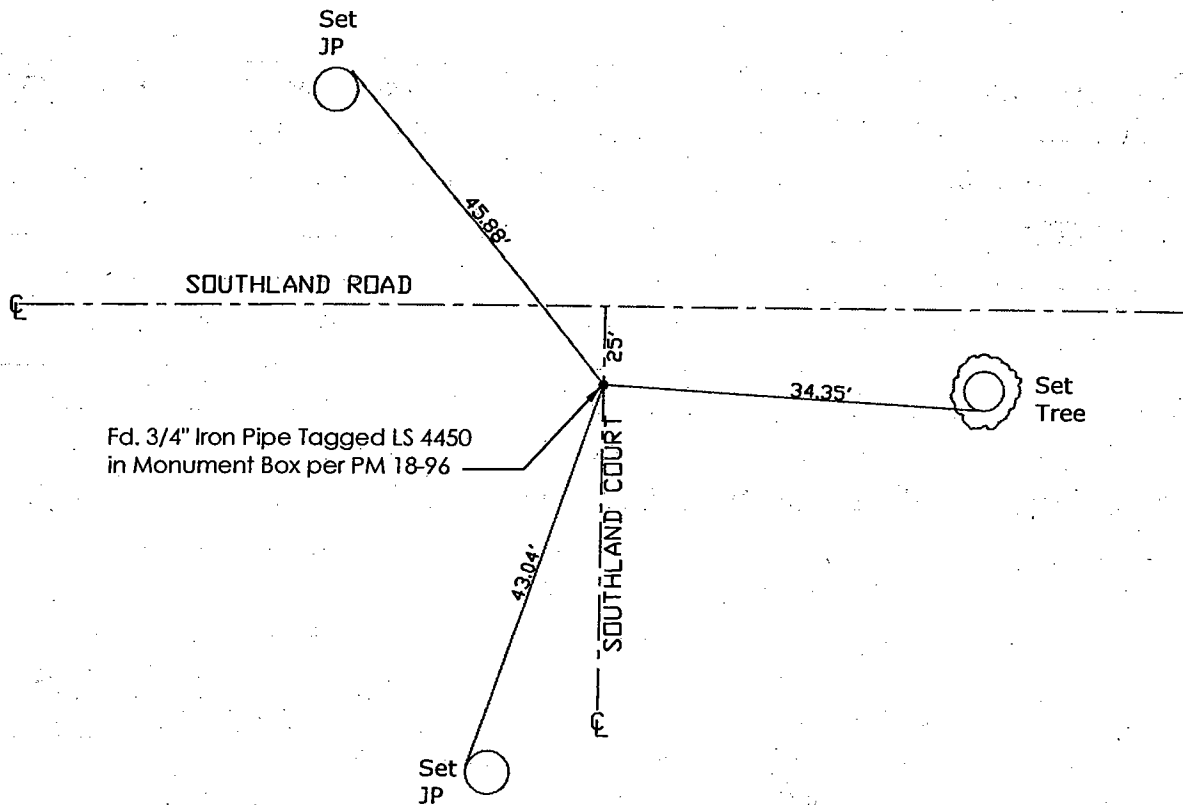 Set
JP
45.88'
SOUTHLAND ROAD
℄
25'
34.35'
Set
Tree
Fd. 3/4" Iron Pipe Tagged LS 4450
in Monument Box per PM 18-96
SOUTHLAND COURT
43.04'
℄
Set
JP